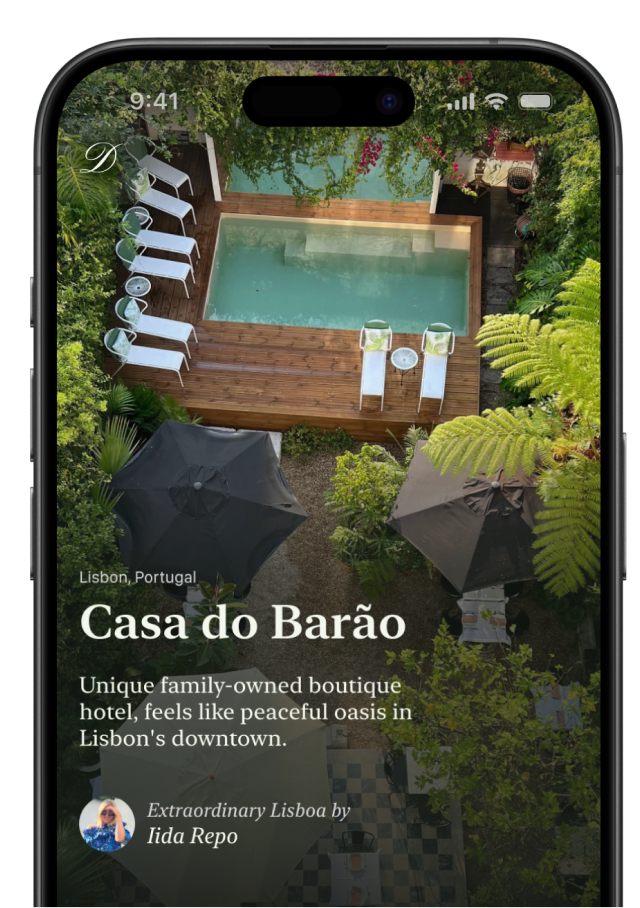 9:41
D
Lisbon, Portugal
Casa do Barão
Unique family-owned boutique
hotel, feels like peaceful oasis in
Lisbon's downtown.
Extraordinary Lisboa by
Iida Repo